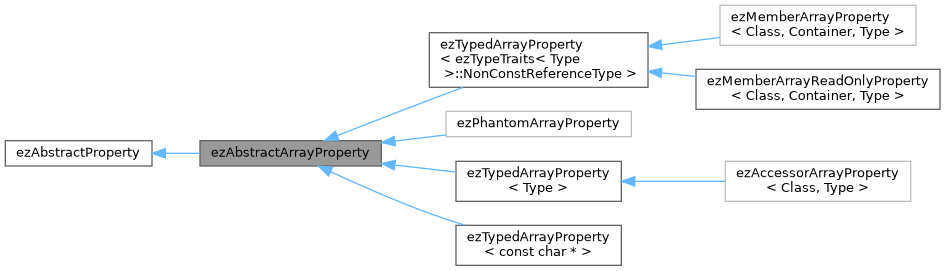 ezMemberArrayProperty
< Class, Container, Type >
ezTypedArrayProperty
< ezTypeTraits< Type
>::NonConstReferenceType >
ezMemberArrayReadOnlyProperty
< Class, Container, Type >
ezPhantomArrayProperty
ezAbstractProperty
ezAbstractArrayProperty
ezTypedArrayProperty
< Type >
ezAccessorArrayProperty
< Class, Type >
ezTypedArrayProperty
< const char * >